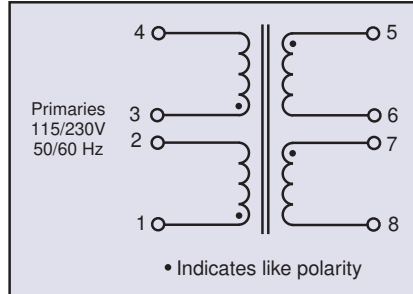 4 5
Primaries
115/230V
50/60 Hz
3 6
2 7
1 8
• Indicates like polarity